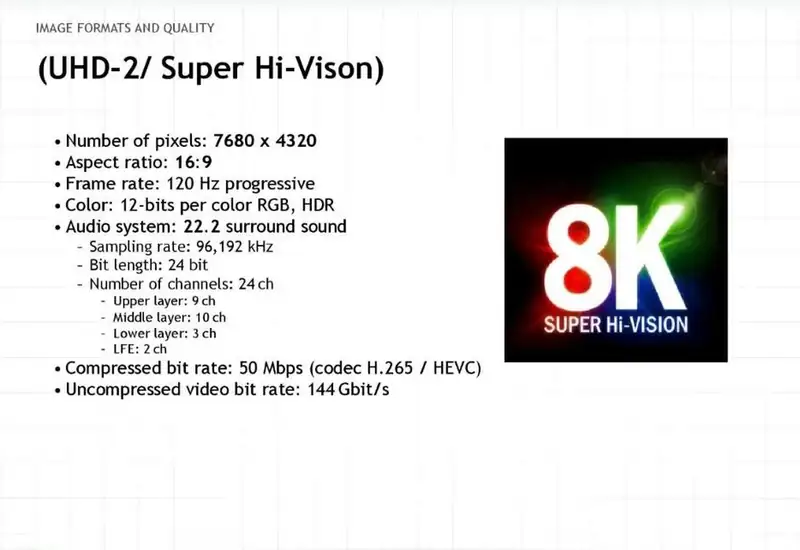 IMAGE FORMATS AND QUALITY
(UHD-2/ Super Hi-Vison)
• Number of pixels: 7680 x 4320
• Aspect ratio: 16:9
• Frame rate: 120 Hz progressive
• Color: 12-bits per color RGB, HDR
• Audio system: 22.2 surround sound
– Sampling rate: 96,192 kHz
– Bit length: 24 bit
– Number of channels: 24 ch
– Upper layer: 9 ch
– Middle layer: 10 ch
– Lower layer: 3 ch
– LFE: 2 ch
• Compressed bit rate: 50 Mbps (codec H.265 / HEVC)
• Uncompressed video bit rate: 144 Gbit/s
8K
SUPER Hi-VISION